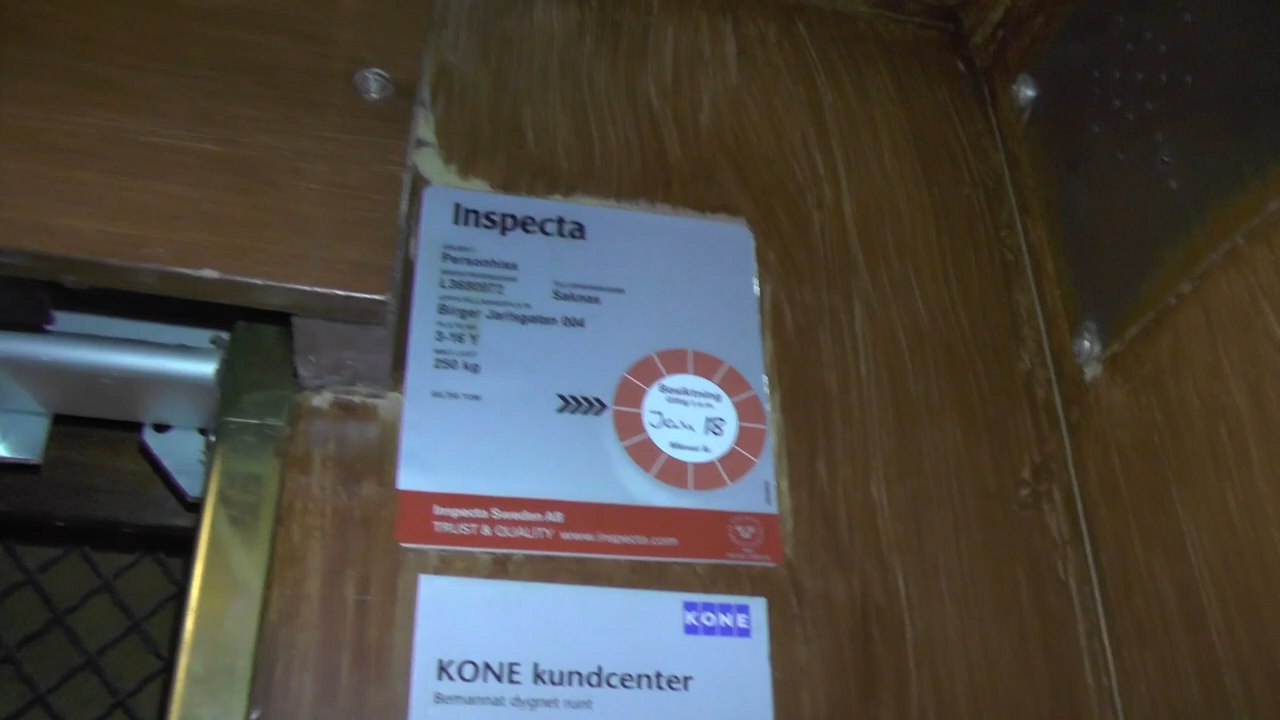 Inspecta
Personhiss
Saknas
Birger Jarlsgatan 004
3-16 Y
250 kg
Besiktning
Jan 18
Inspecta Sweden AB
TRUST & QUALITY www.inspecta.com
KONE
KONE kundcenter
Bemannat dygnet runt